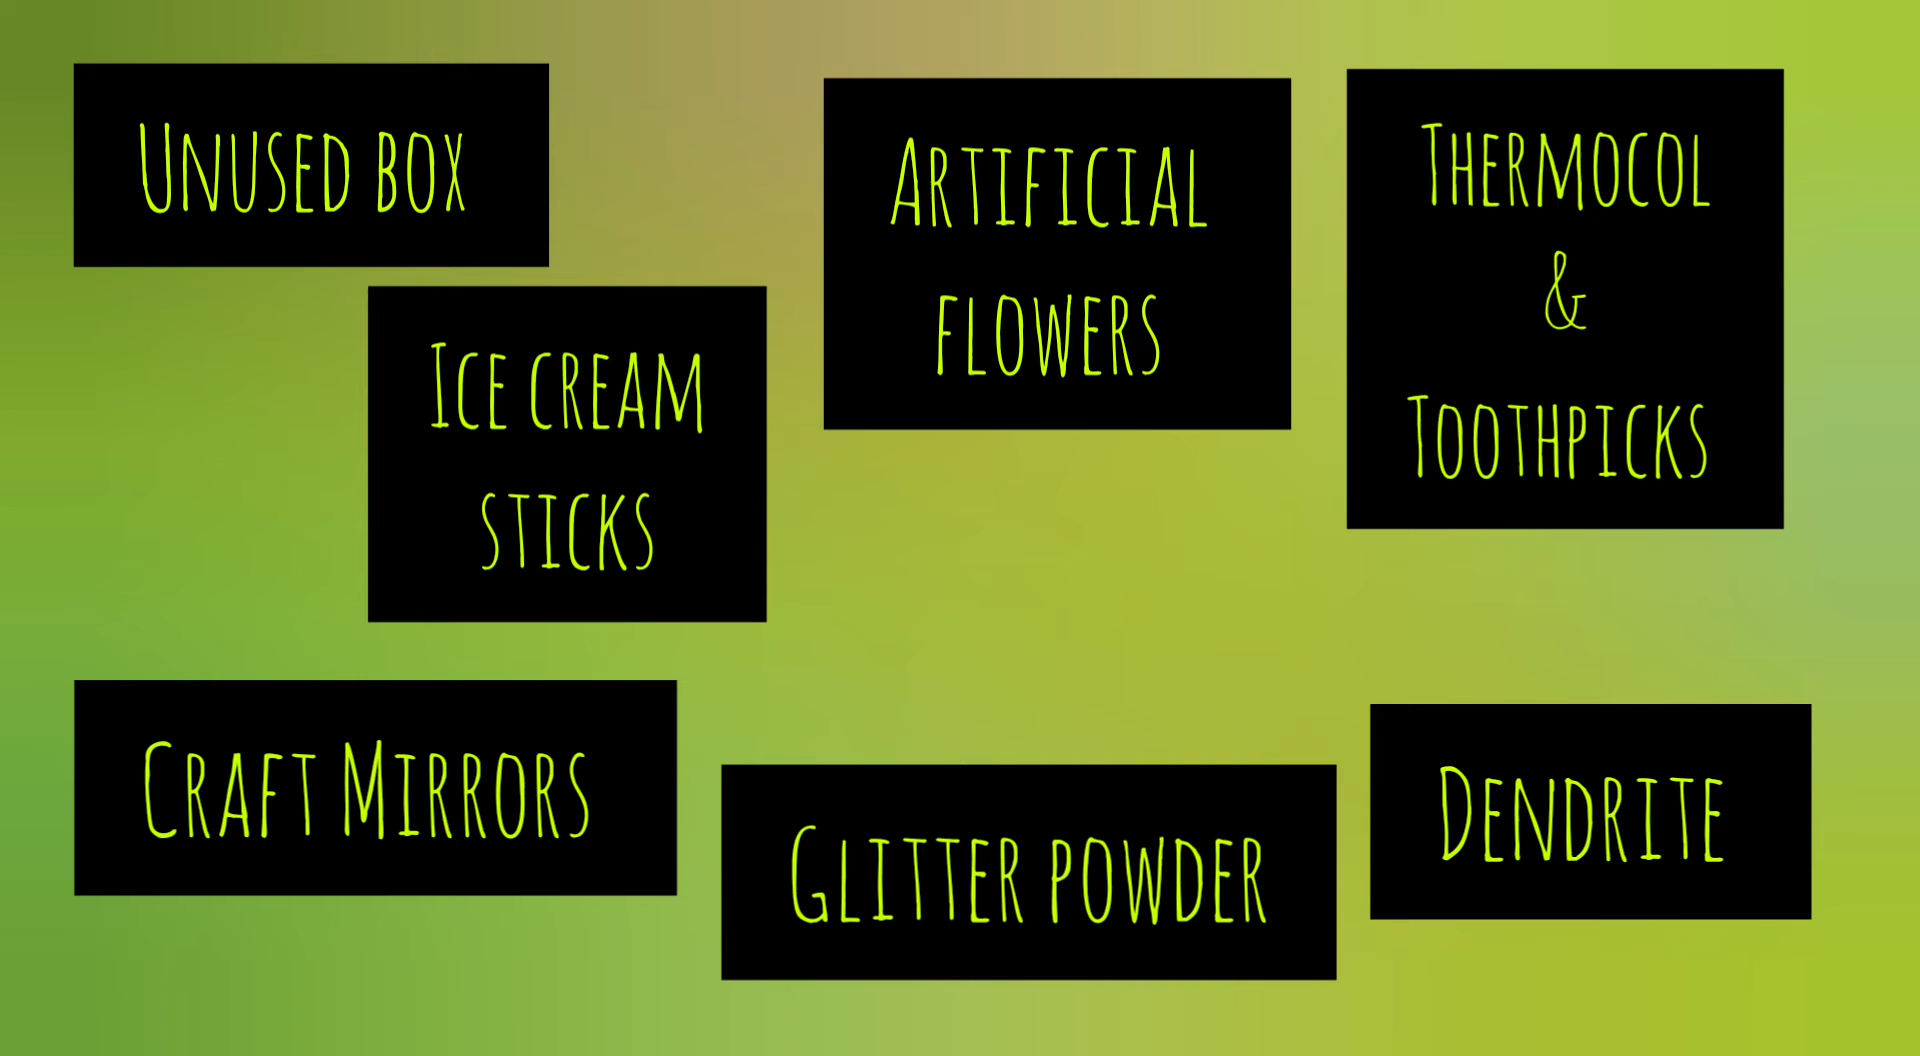 Unused box
Ice cream
sticks
Artificial
flowers
Thermocol
&
Toothpicks
Craft Mirrors
Glitter powder
Dendrite